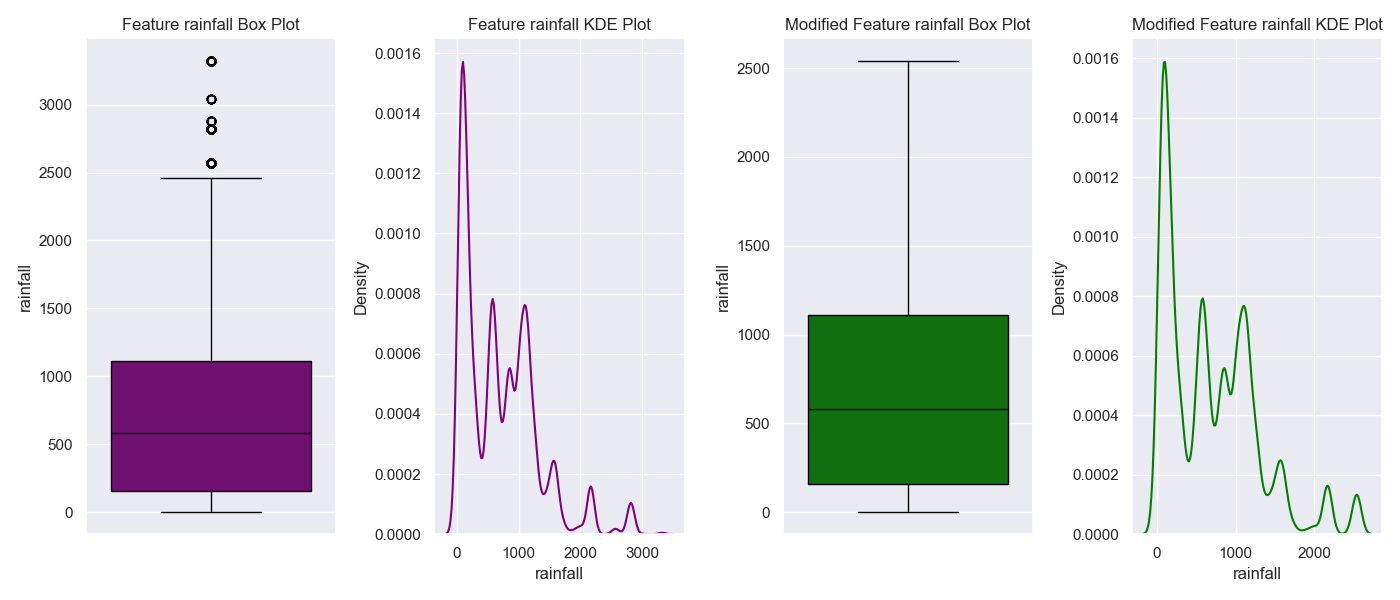 Feature rainfall Box Plot
rainfall
3000
2500
2000
1500
1000
500
0
Feature rainfall KDE Plot
Density
0.0016
0.0014
0.0012
0.0010
0.0008
0.0006
0.0004
0.0002
0.0000
0 1000 2000 3000
rainfall
Modified Feature rainfall Box Plot
rainfall
2500
2000
1500
1000
500
0
Modified Feature rainfall KDE Plot
Density
0.0016
0.0014
0.0012
0.0010
0.0008
0.0006
0.0004
0.0002
0.0000
0 1000 2000
rainfall